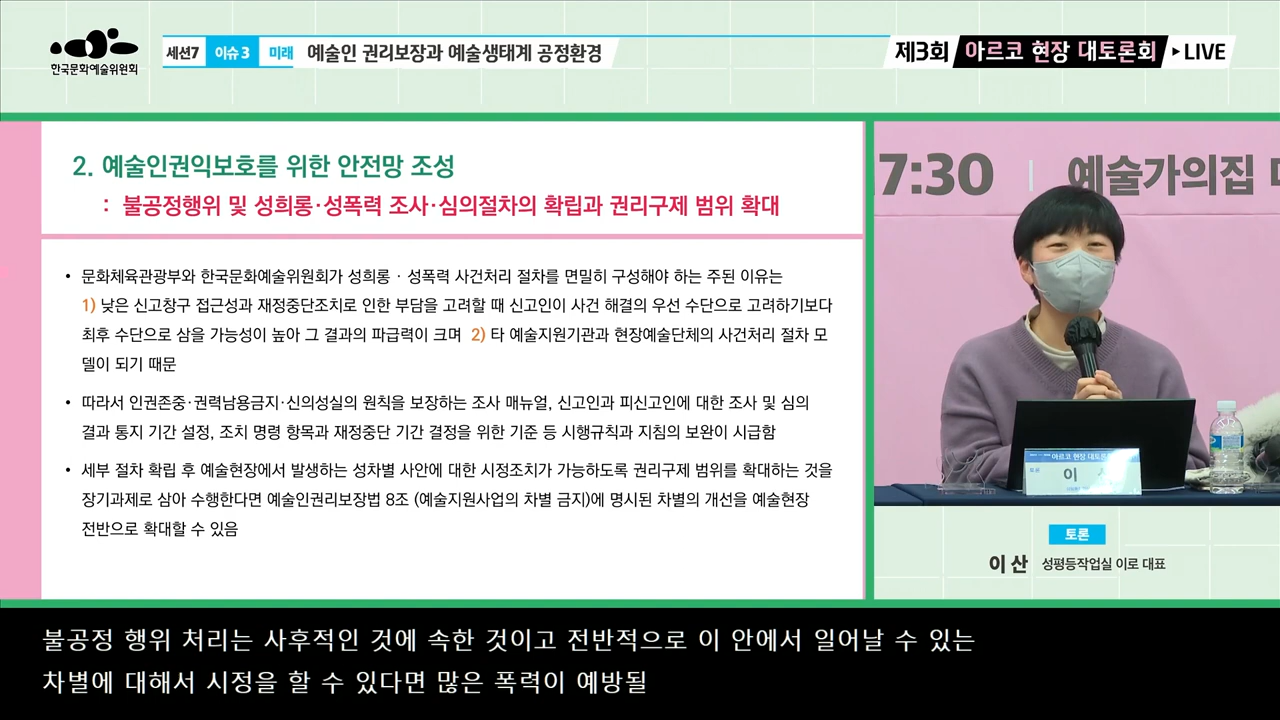 한국문화예술위원회
세션7 이슈 3 미래 예술인 권리보장과 예술생태계 공정환경
제3회 아르코 현장 대토론회 ▸LIVE
2. 예술인권익보호를 위한 안전망 조성
: 불공정행위 및 성희롱·성폭력 조사·심의절차의 확립과 권리구제 범위 확대
• 문화체육관광부와 한국문화예술위원회가 성희롱 · 성폭력 사건처리 절차를 면밀히 구성해야 하는 주된 이유는
1) 낮은 신고창구 접근성과 재정중단조치로 인한 부담을 고려할 때 신고인이 사건 해결의 우선 수단으로 고려하기보다
최후 수단으로 삼을 가능성이 높아 그 결과의 파급력이 크며 2) 타 예술지원기관과 현장예술단체의 사건처리 절차 모
델이 되기 때문
• 따라서 인권존중·권력남용금지·신의성실의 원칙을 보장하는 조사 매뉴얼, 신고인과 피신고인에 대한 조사 및 심의
결과 통지 기간 설정, 조치 명령 항목과 재정중단 기간 결정을 위한 기준 등 시행규칙과 지침의 보완이 시급함
• 세부 절차 확립 후 예술현장에서 발생하는 성차별 사안에 대한 시정조치가 가능하도록 권리구제 범위를 확대하는 것을
장기과제로 삼아 수행한다면 예술인권리보장법 8조 (예술지원사업의 차별 금지)에 명시된 차별의 개선을 예술현장
전반으로 확대할 수 있음
7:30 | 예술가의집
아르코 현장 대토론
토론
이
토론
이 산 성평등작업실 이로 대표
불공정 행위 처리는 사후적인 것에 속한 것이고 전반적으로 이 안에서 일어날 수 있는
차별에 대해서 시정을 할 수 있다면 많은 폭력이 예방될